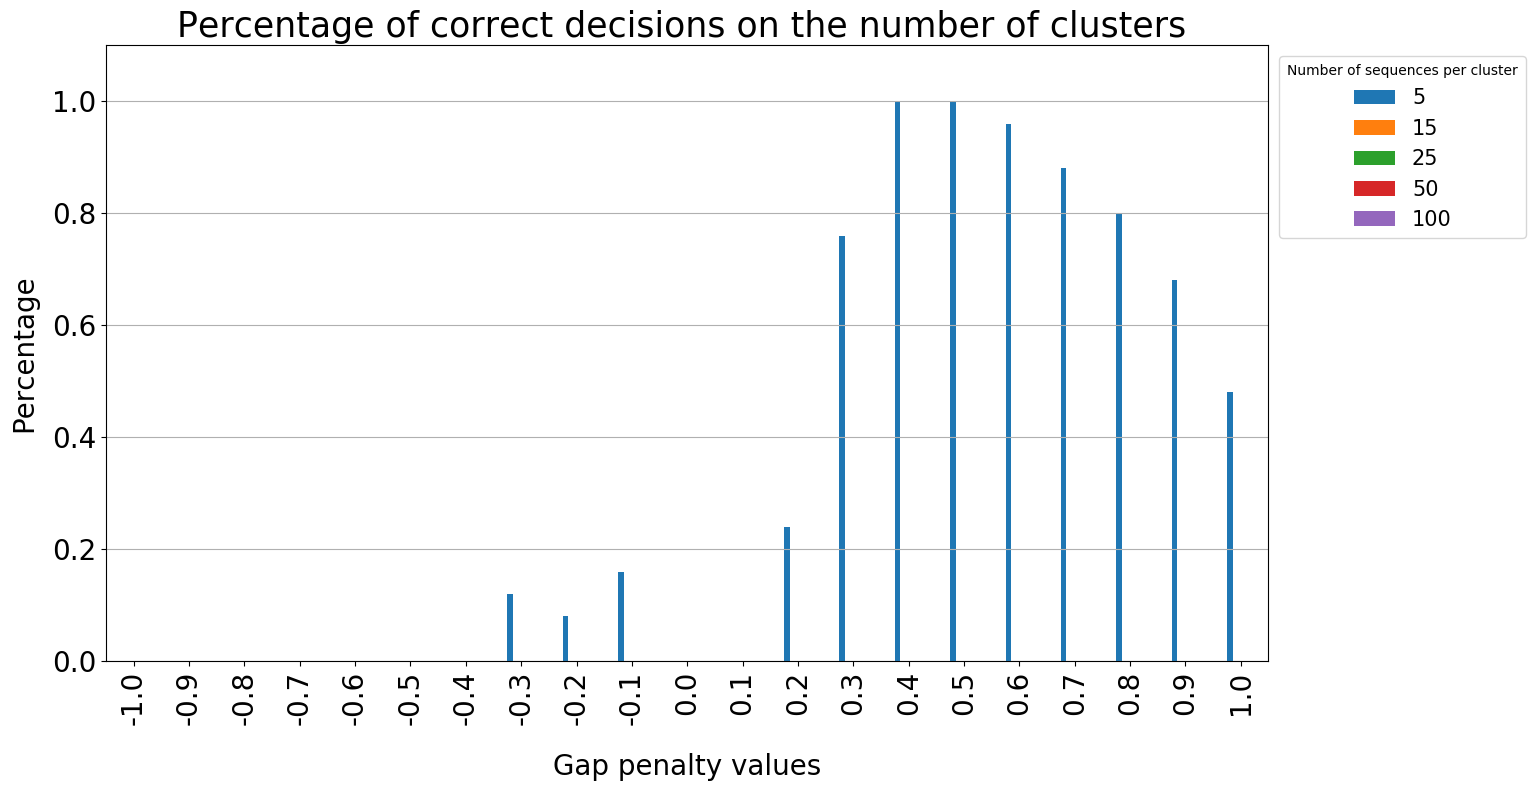 Percentage of correct decisions on the number of clusters
Number of sequences per cluster
5
15
25
50
100
Percentage
1.0
0.8
0.6
0.4
0.2
0.0
-1.0 -0.9 -0.8 -0.7 -0.6 -0.5 -0.4 -0.3 -0.2 -0.1 0.0 0.1 0.2 0.3 0.4 0.5 0.6 0.7 0.8 0.9 1.0
Gap penalty values